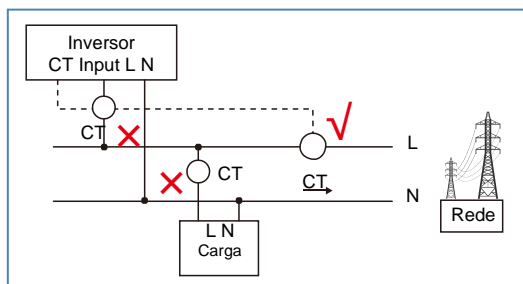 Inversor
CT Input L N
CT
L
CT
CT
N
L N
Carga
Rede